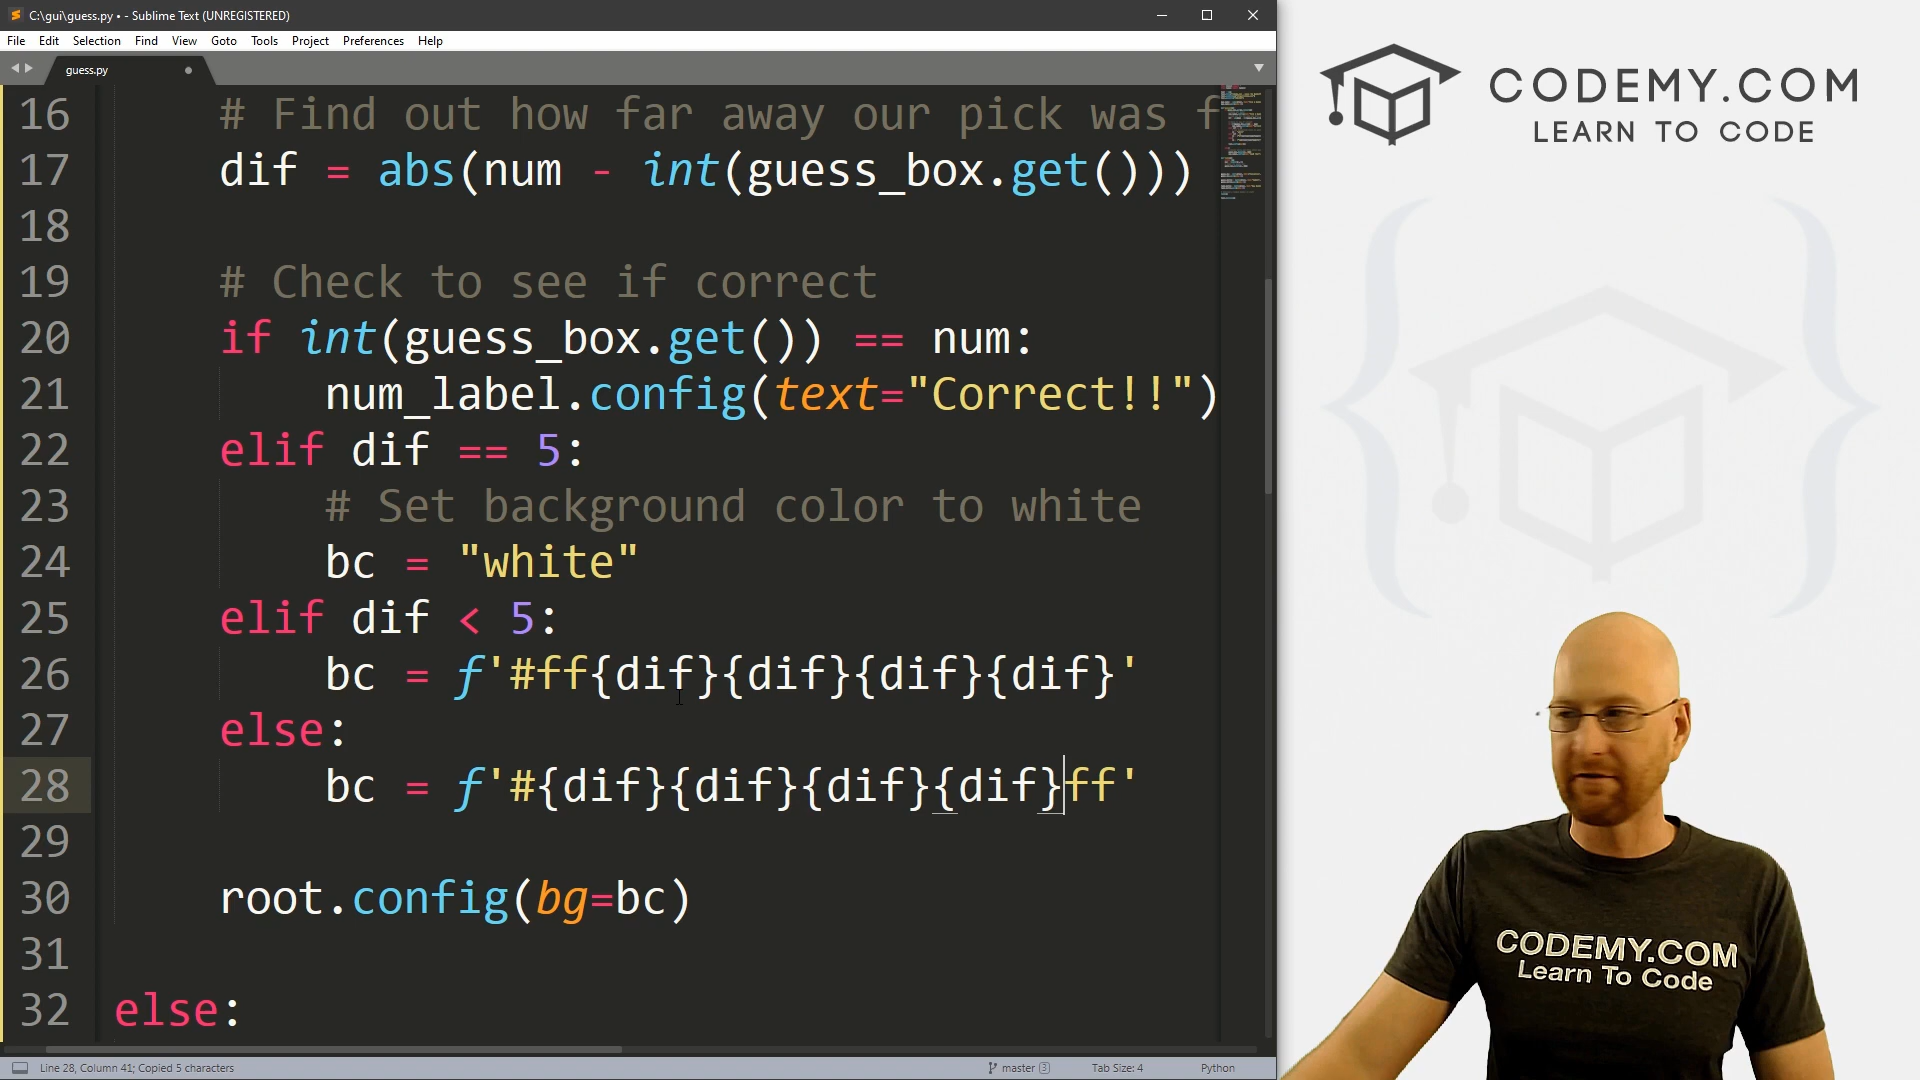 C:\gui\guess.py • - Sublime Text (UNREGISTERED)
File Edit Selection Find View Goto Tools Project Preferences Help
guess.py
16 # Find out how far away our pick was f
17 dif = abs(num - int(guess_box.get()))
18
19 # Check to see if correct
20 if int(guess_box.get()) == num:
21 num_label.config(text="Correct!!")
22 elif dif == 5:
23 # Set background color to white
24 bc = "white"
25 elif dif < 5:
26 bc = f'#ff{dif}{dif}{dif}{dif}'
27 else:
28 bc = f'#{dif}{dif}{dif}{dif}ff'
29
30 root.config(bg=bc)
31
32 else:
Line 28, Column 41; Copied 5 characters
master 3
Tab Size: 4
Python
CODEMY.COM
LEARN TO CODE
CODEMY.COM
Learn To Code